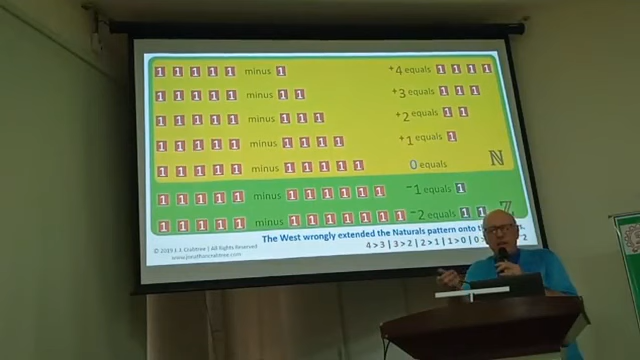 1 1 1 1 1 minus 1 +4 equals 1 1 1 1
1 1 1 1 1 minus 1 1 +3 equals 1 1 1
1 1 1 1 1 minus 1 1 1 +2 equals 1 1
1 1 1 1 1 minus 1 1 1 1 +1 equals 1
1 1 1 1 1 minus 1 1 1 1 1 0 equals ℕ
1 1 1 1 1 minus 1 1 1 1 1 1 −1 equals 1
1 1 1 1 1 minus 1 1 1 1 1 1 1 −2 equals 1 1 ℤ
The West wrongly extended the Naturals pattern onto
© 2019 J. J. Crabtree | All Rights Reserved 4 > 3 | 3 > 2 | 2 > 1 | 1 > 0 | 0 2
www.jonathancrabtree.com